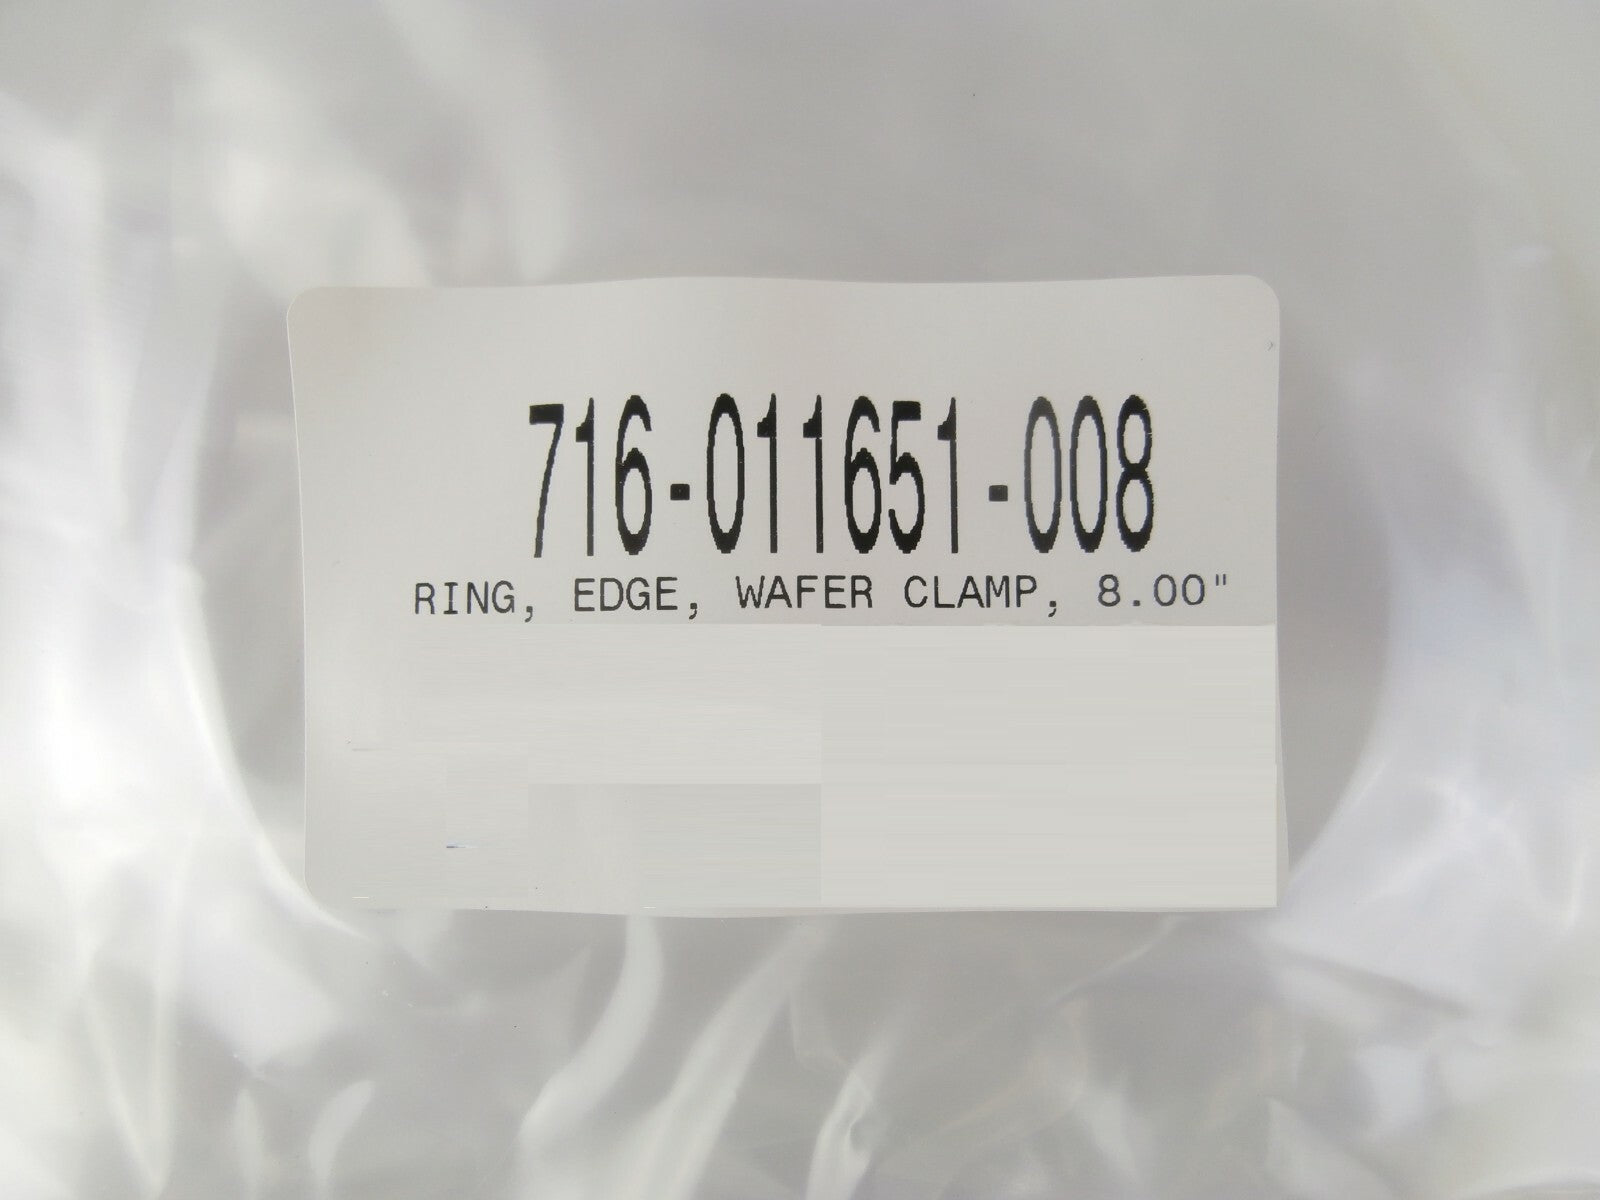 716-011651-008
RING, EDGE, WAFER CLAMP, 8.00"